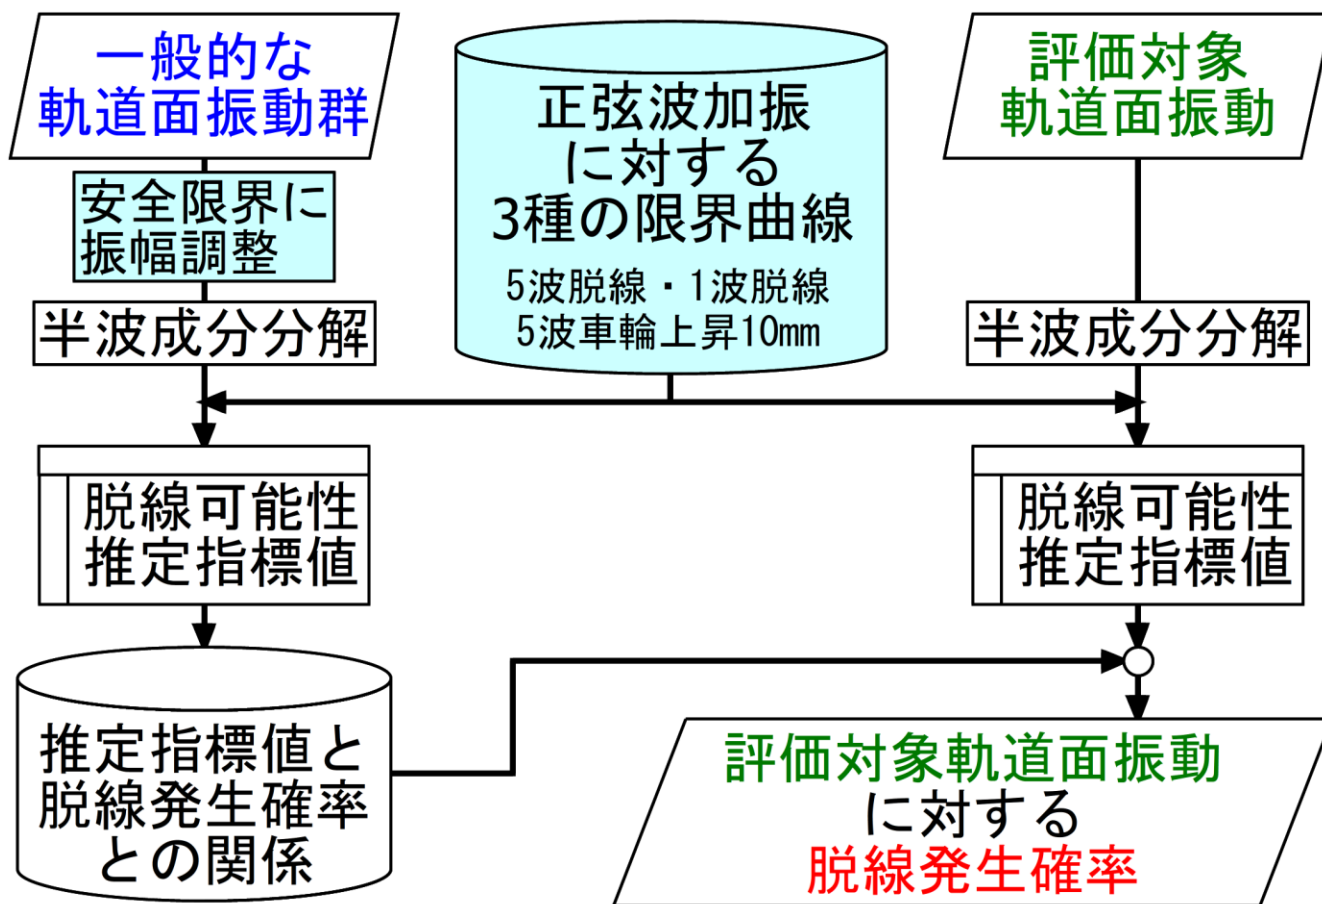 一般的な
軌道面振動群
安全限界に
振幅調整
半波成分分解
正弦波加振
に対する
3種の限界曲線
5波脱線・1波脱線
5波車輪上昇10mm
評価対象
軌道面振動
半波成分分解
脱線可能性
推定指標値
脱線可能性
推定指標値
推定指標値と
脱線発生確率
との関係
評価対象軌道面振動
に対する
脱線発生確率